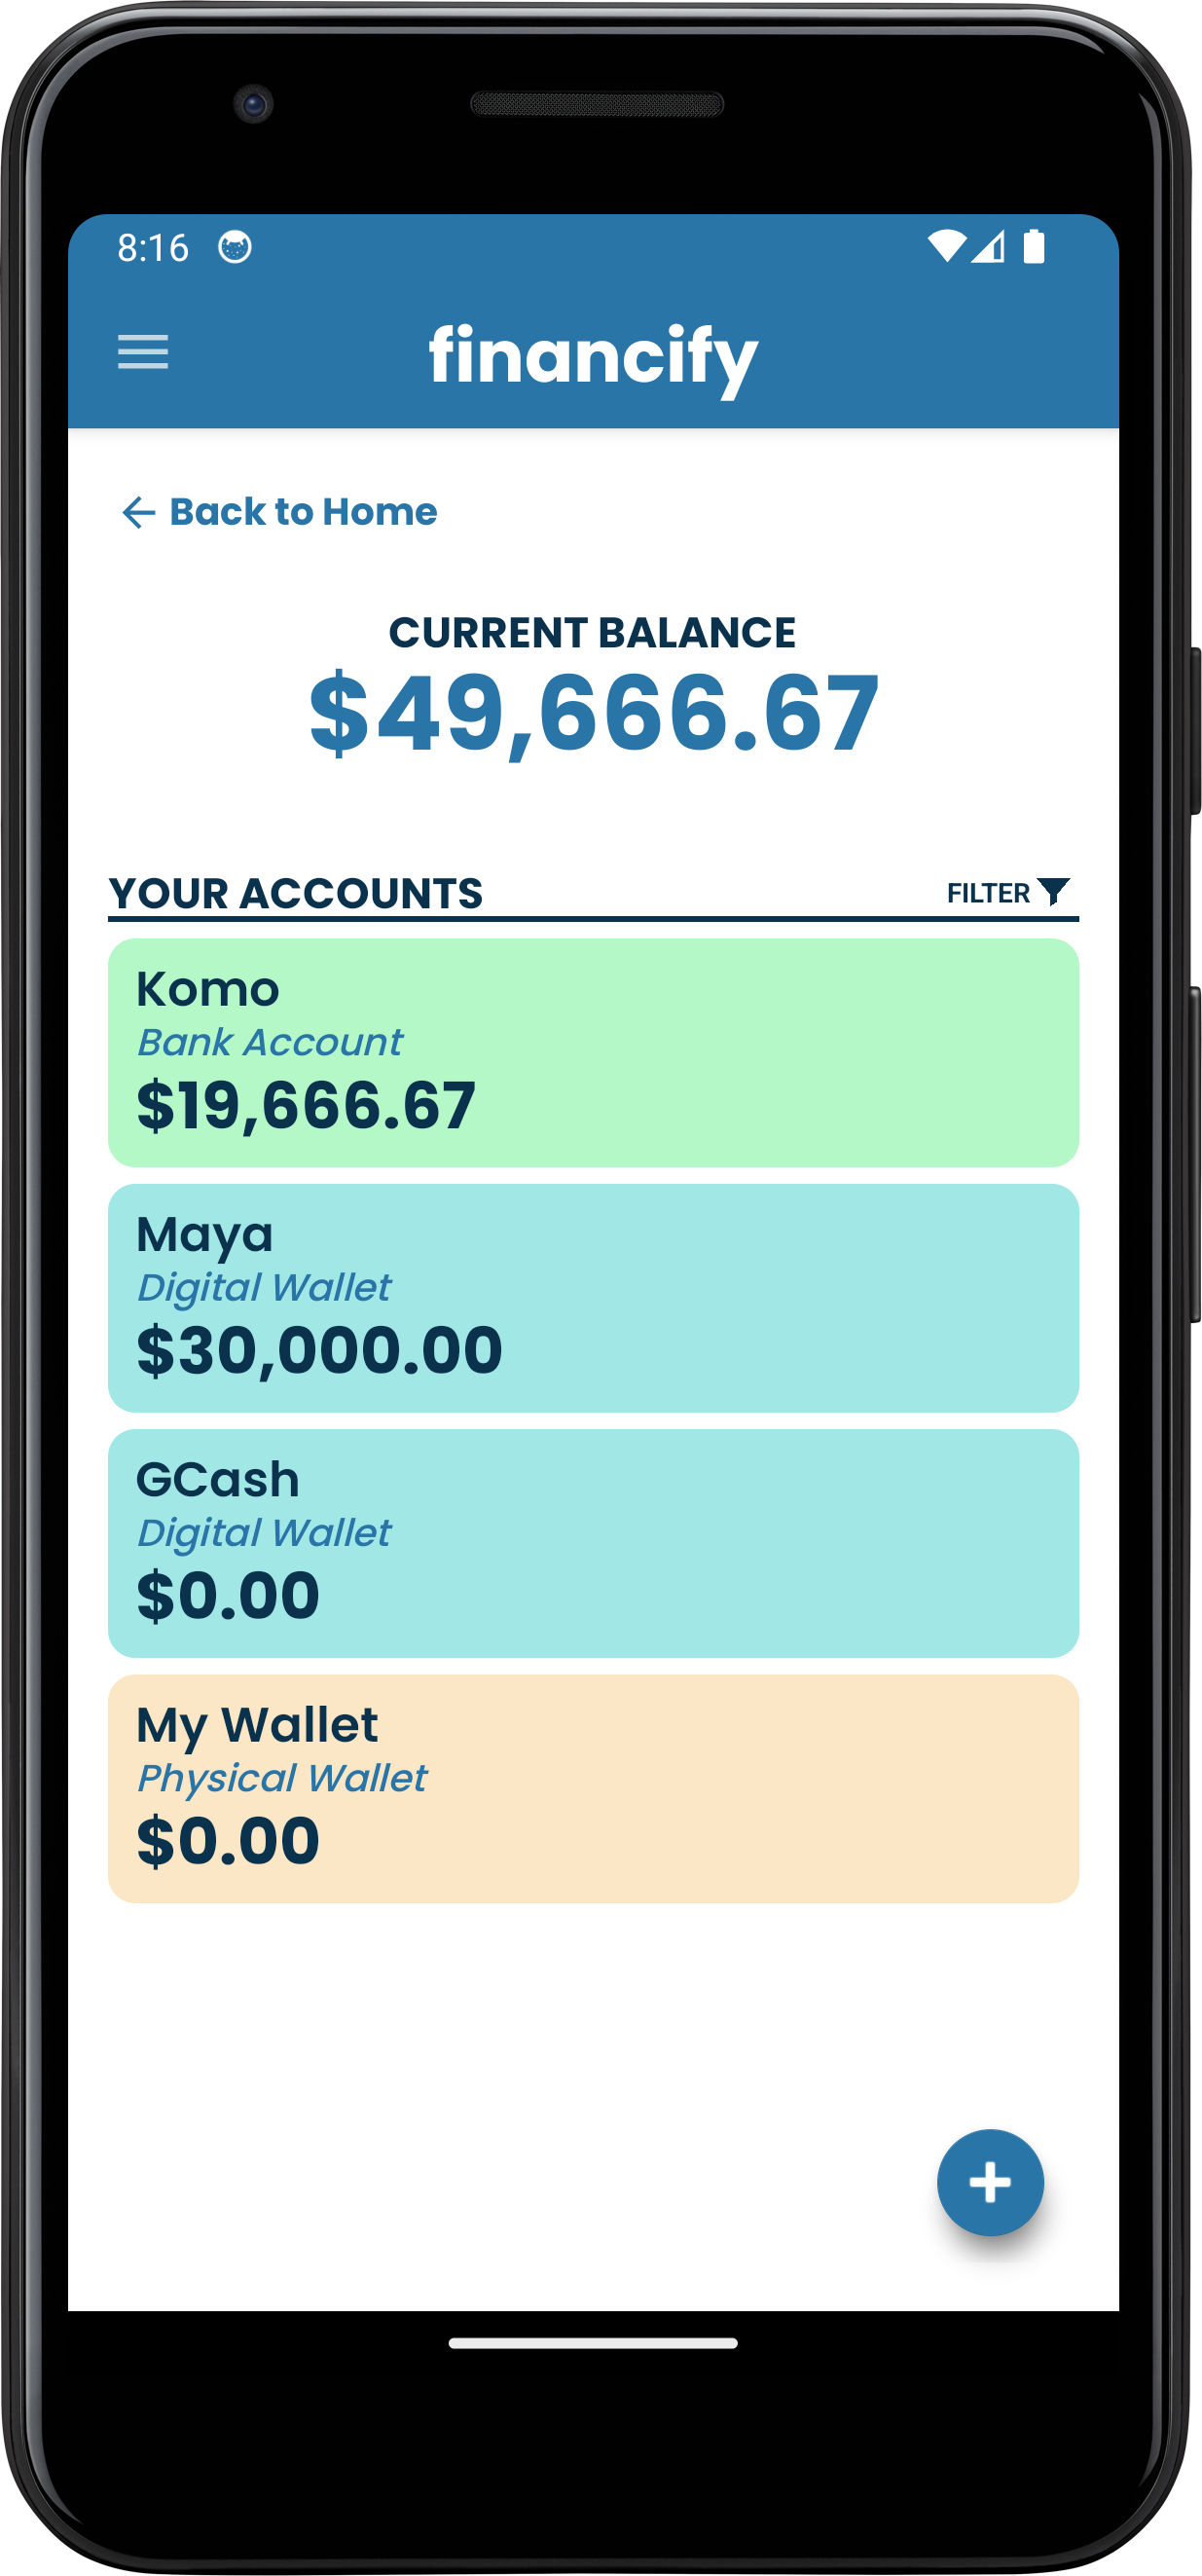 8:16
financify
Back to Home
CURRENT BALANCE
$49,666.67
YOUR ACCOUNTS
FILTER
Komo
Bank Account
$19,666.67
Maya
Digital Wallet
$30,000.00
GCash
Digital Wallet
$0.00
My Wallet
Physical Wallet
$0.00